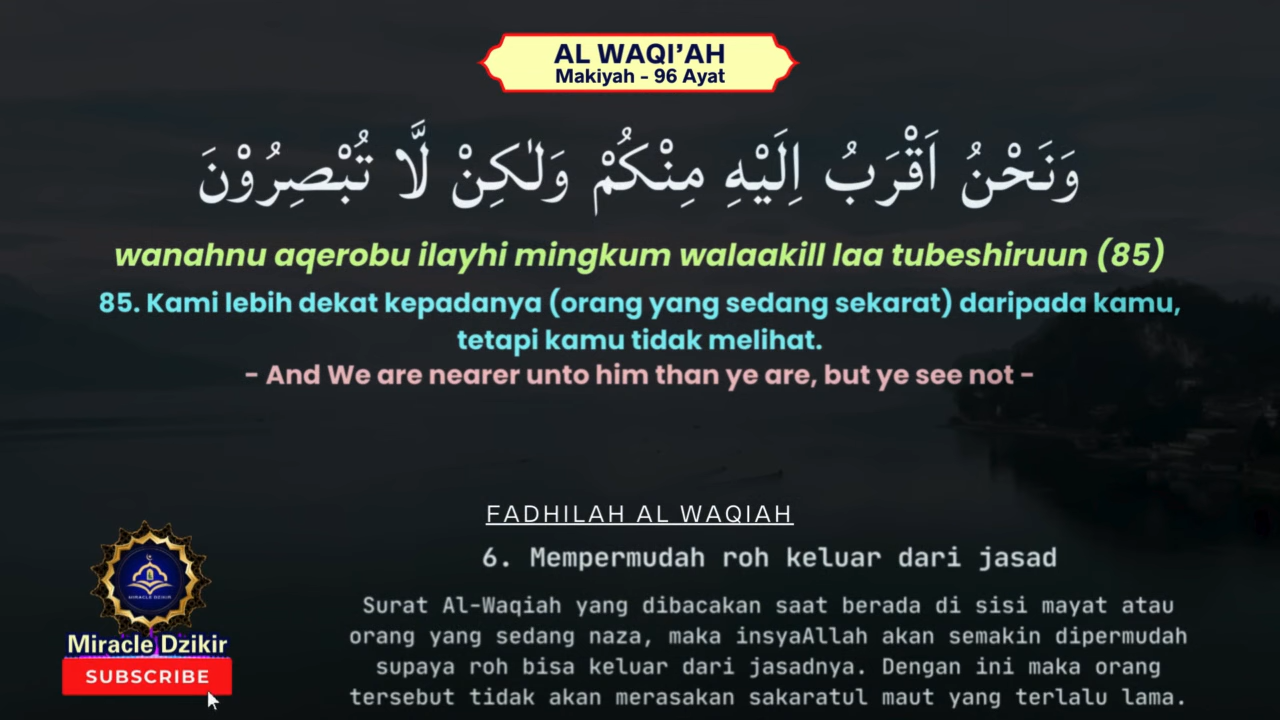 AL WAQI’AH
Makiyah - 96 Ayat
وَنَحْنُ اَقْرَبُ اِلَيْهِ مِنْكُمْ وَلٰكِنْ لَّا تُبْصِرُوْنَ
wanahnu aqerobu ilayhi mingkum walaakill laa tubeshiruun (85)
85. Kami lebih dekat kepadanya (orang yang sedang sekarat) daripada kamu,
tetapi kamu tidak melihat.
- And We are nearer unto him than ye are, but ye see not -
FADHILAH AL WAQIAH
6. Mempermudah roh keluar dari jasad
Surat Al-Waqiah yang dibacakan saat berada di sisi mayat atau
orang yang sedang naza, maka insyaAllah akan semakin dipermudah
supaya roh bisa keluar dari jasadnya. Dengan ini maka orang
tersebut tidak akan merasakan sakaratul maut yang terlalu lama.
MIRACLE DZIKIR
Miracle Dzikir
SUBSCRIBE